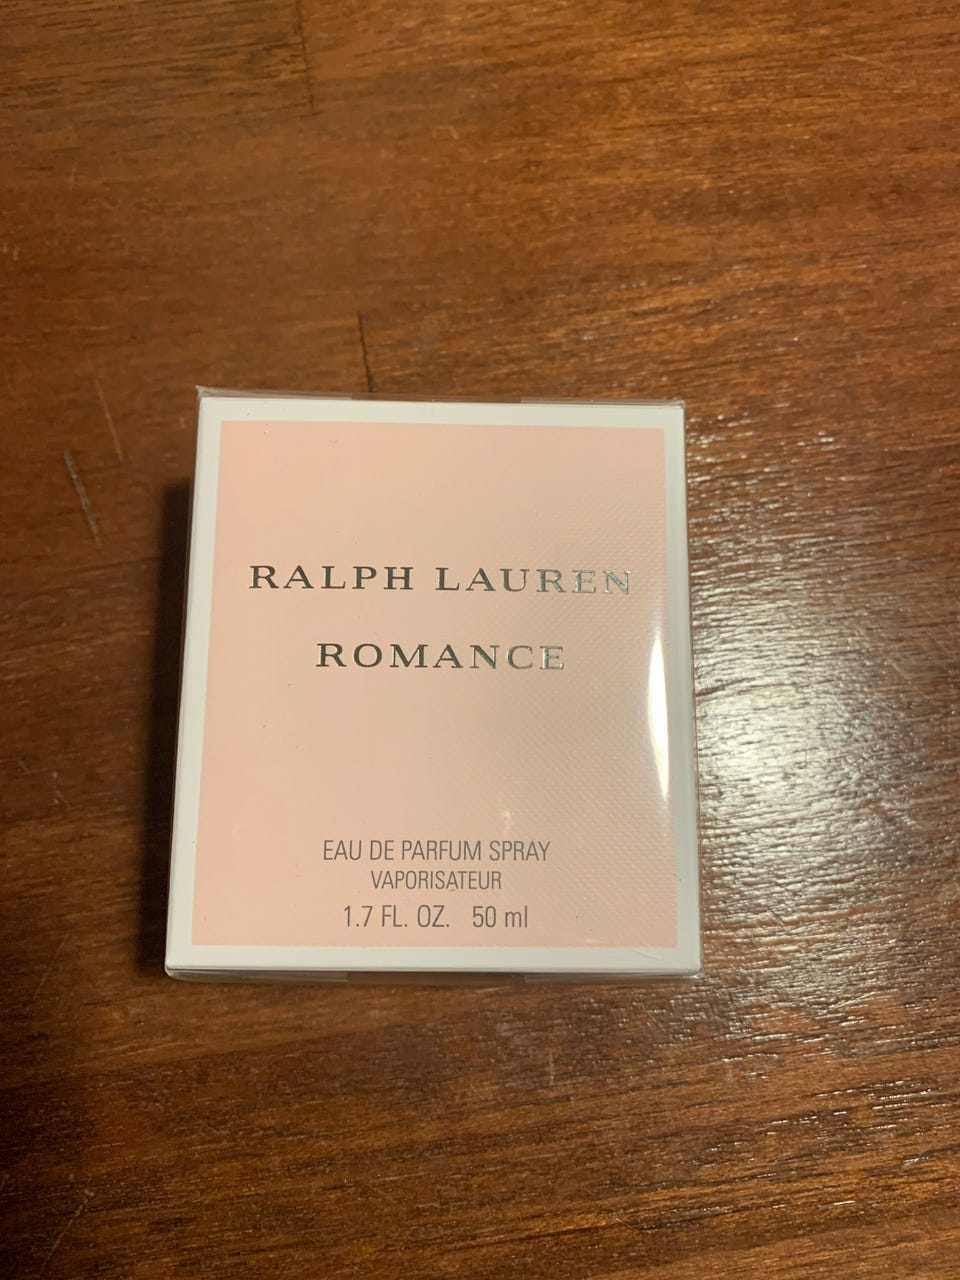 RALPH LAUREN
ROMANCE
EAU DE PARFUM SPRAY
VAPORISATEUR
1.7 FL. OZ. 50 ml